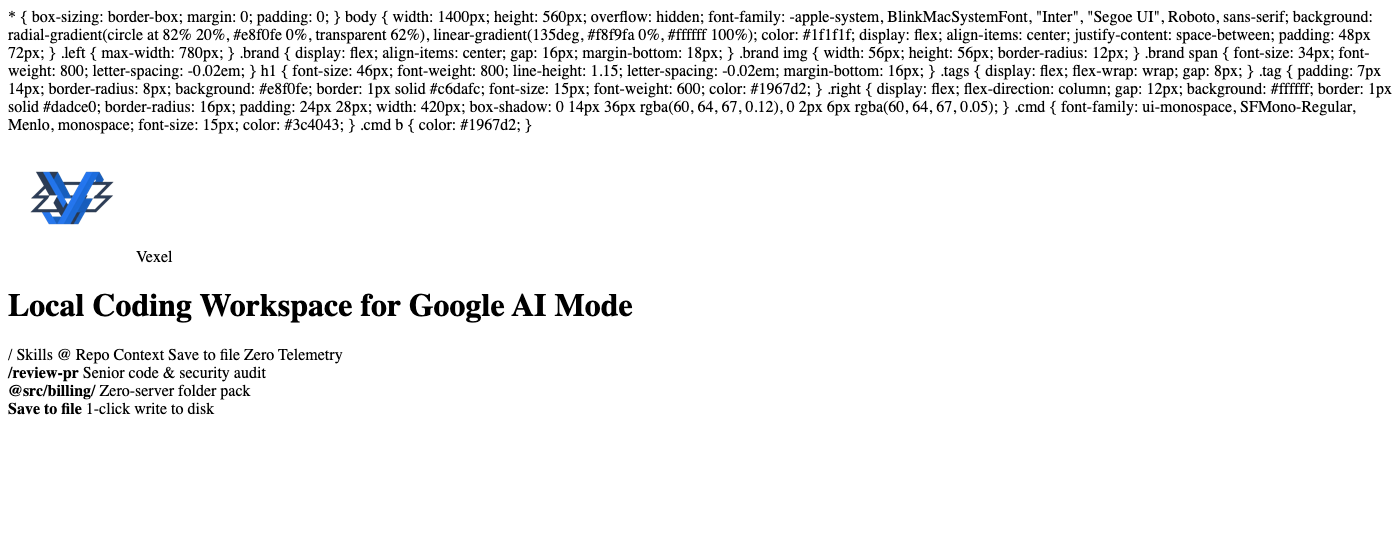 * { box-sizing: border-box; margin: 0; padding: 0; } body { width: 1400px; height: 560px; overflow: hidden; font-family: -apple-system, BlinkMacSystemFont, "Inter", "Segoe UI", Roboto, sans-serif; background:
radial-gradient(circle at 82% 20%, #e8f0fe 0%, transparent 62%), linear-gradient(135deg, #f8f9fa 0%, #ffffff 100%); color: #1f1f1f; display: flex; align-items: center; justify-content: space-between; padding: 48px
72px; } .left { max-width: 780px; } .brand { display: flex; align-items: center; gap: 16px; margin-bottom: 18px; } .brand img { width: 56px; height: 56px; border-radius: 12px; } .brand span { font-size: 34px; font-
weight: 800; letter-spacing: -0.02em; } h1 { font-size: 46px; font-weight: 800; line-height: 1.15; letter-spacing: -0.02em; margin-bottom: 16px; } .tags { display: flex; flex-wrap: wrap; gap: 8px; } .tag { padding: 7px
14px; border-radius: 8px; background: #e8f0fe; border: 1px solid #c6dafc; font-size: 15px; font-weight: 600; color: #1967d2; } .right { display: flex; flex-direction: column; gap: 12px; background: #ffffff; border: 1px
solid #dadce0; border-radius: 16px; padding: 24px 28px; width: 420px; box-shadow: 0 14px 36px rgba(60, 64, 67, 0.12), 0 2px 6px rgba(60, 64, 67, 0.05); } .cmd { font-family: ui-monospace, SFMono-Regular,
Menlo, monospace; font-size: 15px; color: #3c4043; } .cmd b { color: #1967d2; }
Vexel
Local Coding Workspace for Google AI Mode
/ Skills @ Repo Context Save to file Zero Telemetry
/review-pr Senior code & security audit
@src/billing/ Zero-server folder pack
Save to file 1-click write to disk